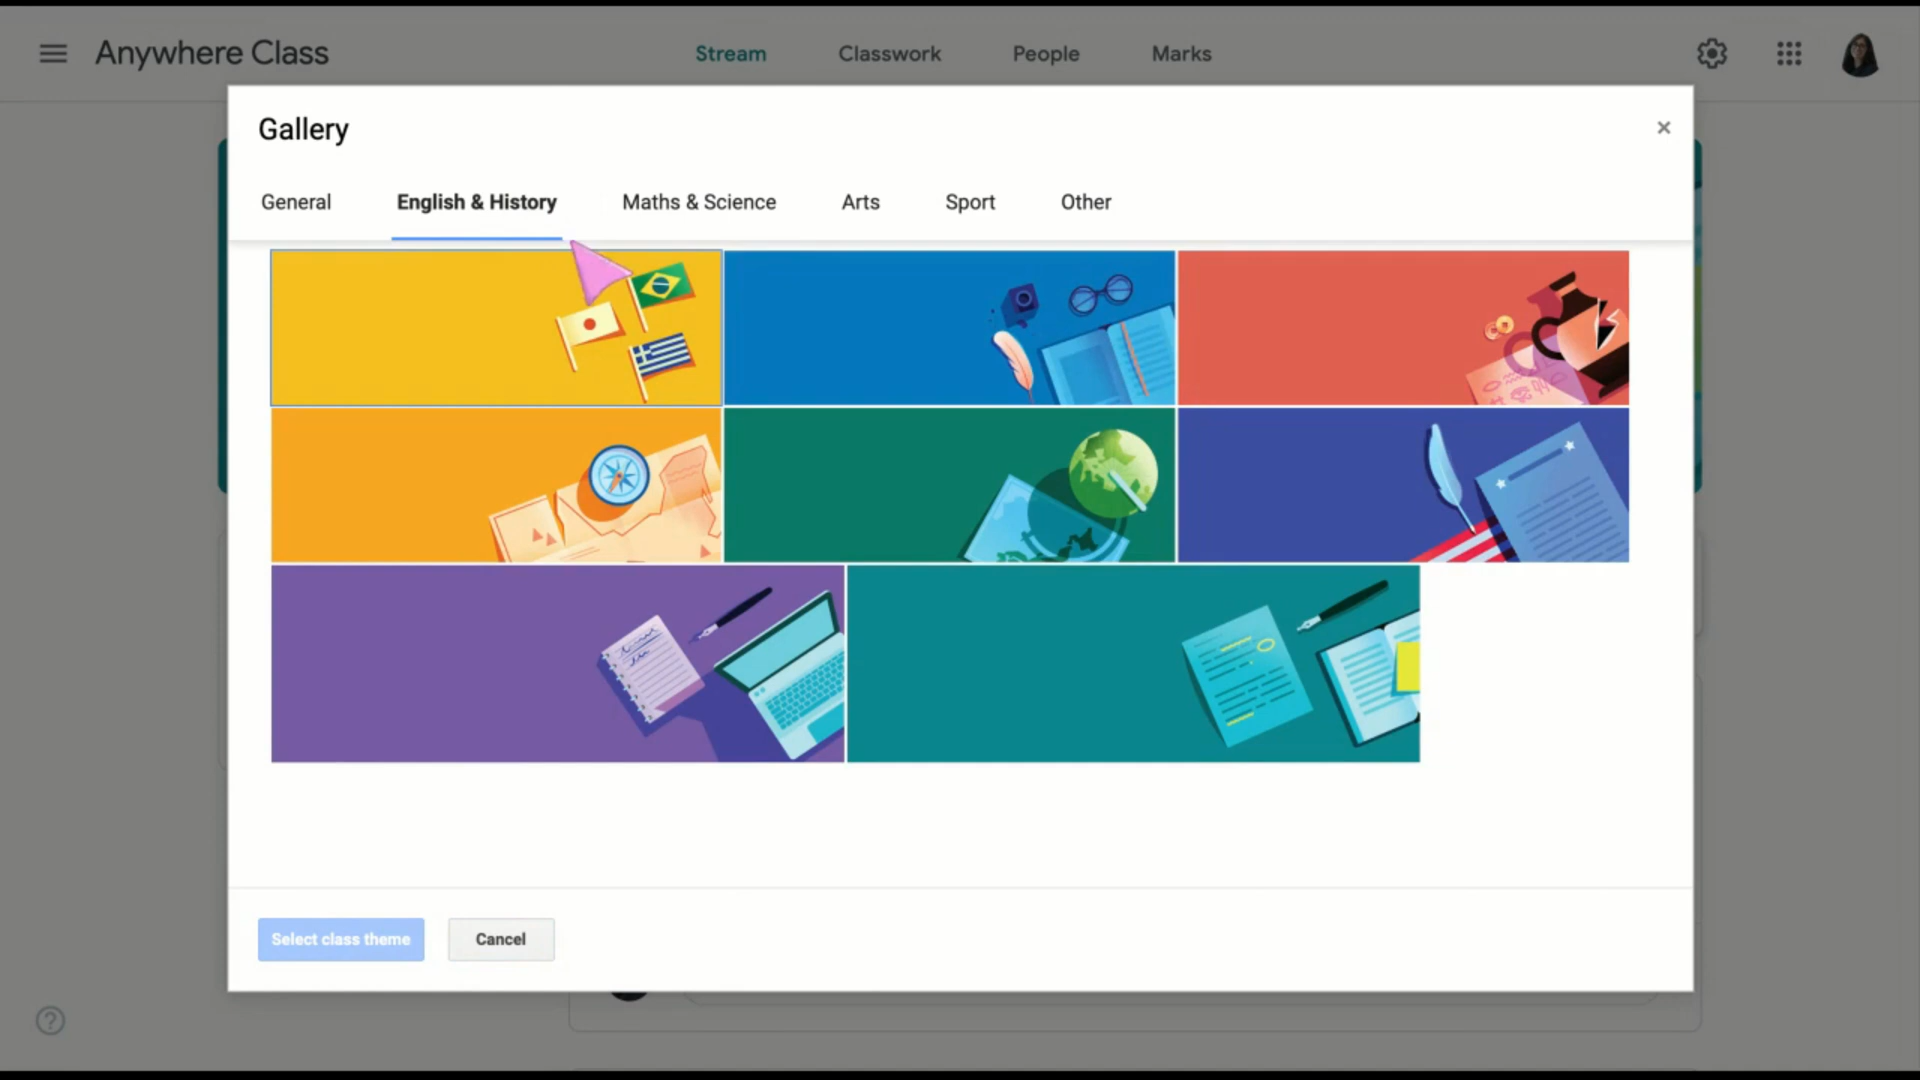 Anywhere Class
Stream
Classwork
People
Marks
Gallery
×
General
English & History
Maths & Science
Arts
Sport
Other
Select class theme
Cancel
?